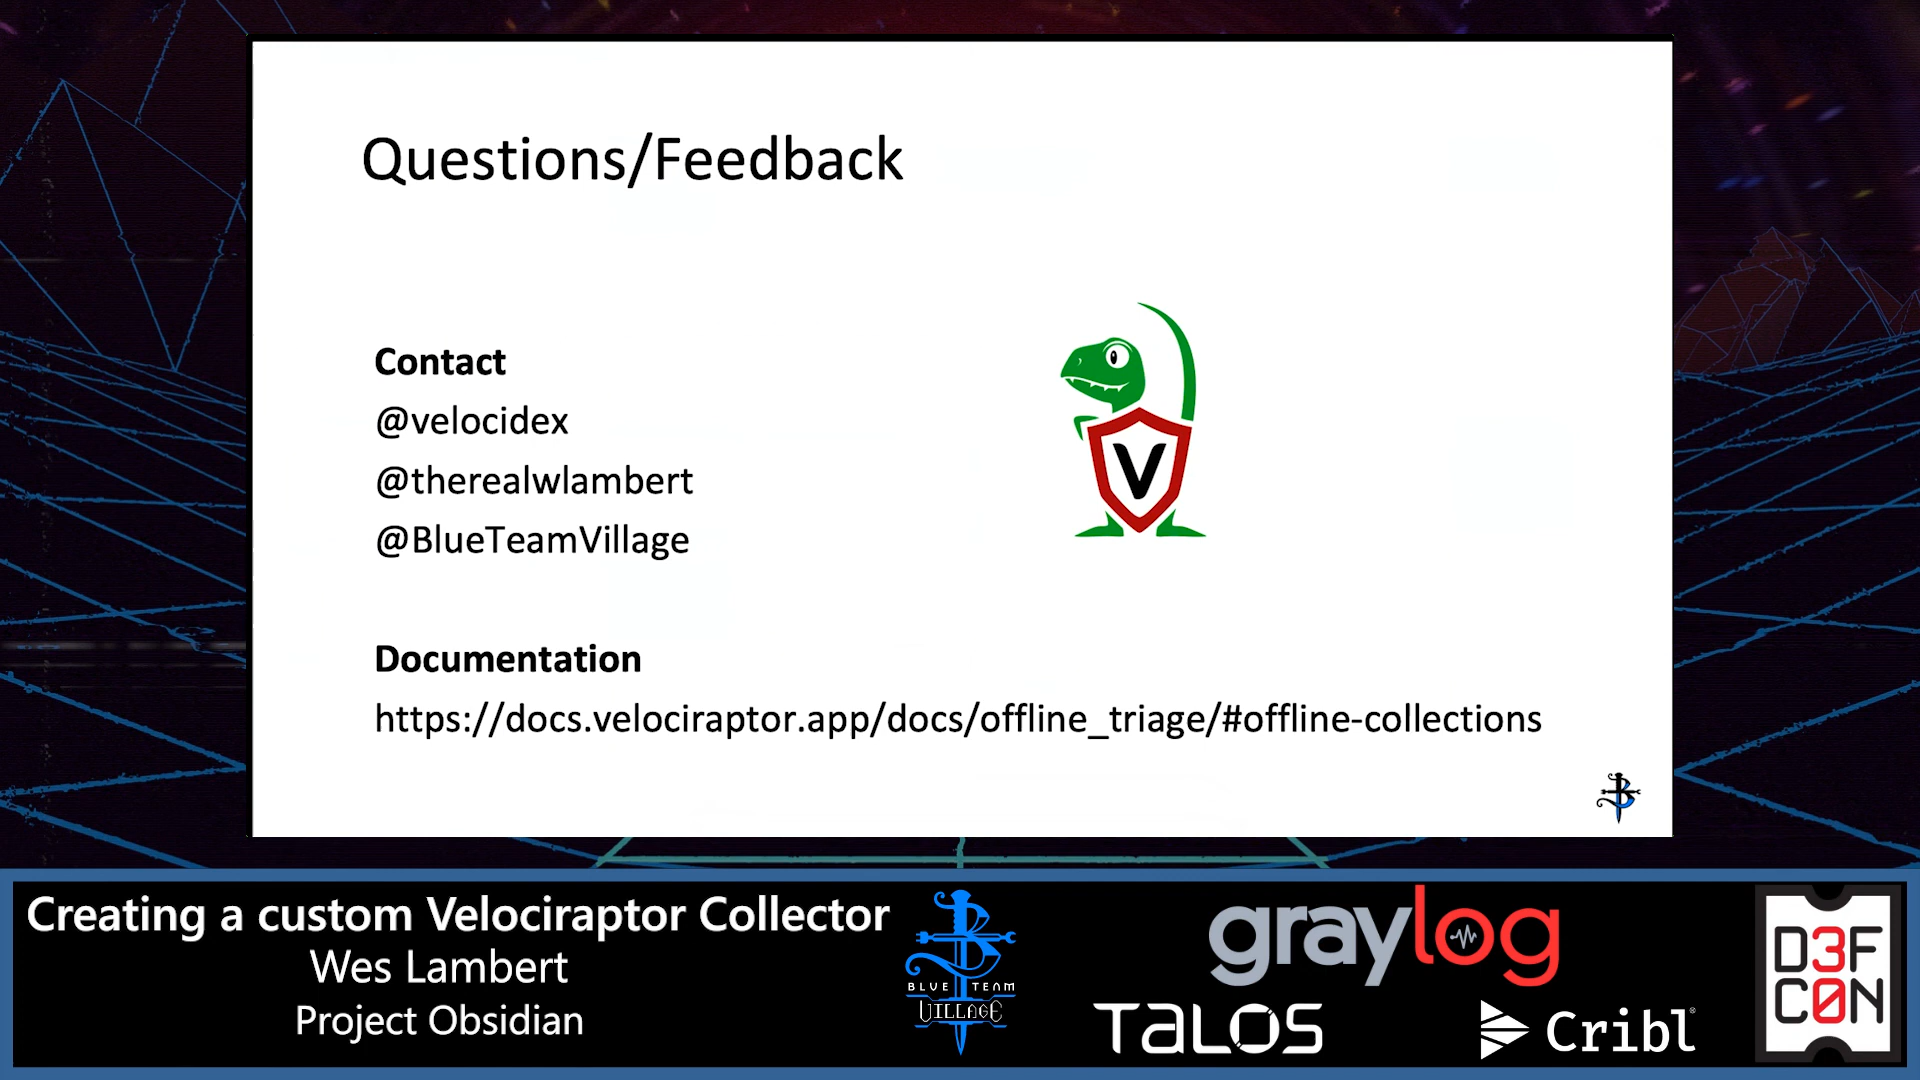 Questions/Feedback
Contact
@velocidex
@therealwlambert
@BlueTeamVillage
V
Documentation
https://docs.velociraptor.app/docs/offline_triage/#offline-collections
Creating a custom Velociraptor Collector
Wes Lambert
Project Obsidian
BLUE TEAM
VILLAGE
graylog
TALOS
Cribl
D3F
C0N